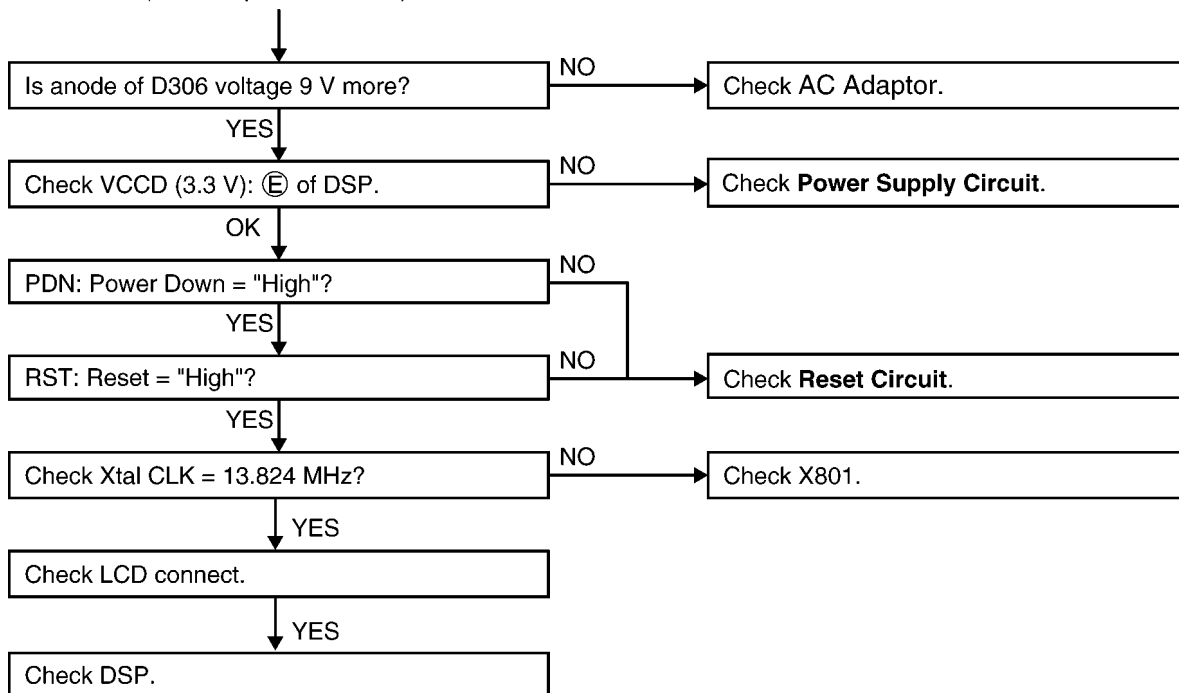 Is anode of D306 voltage 9 V more?
NO
Check AC Adaptor.
YES
Check VCCD (3.3 V): Ⓔ of DSP.
NO
Check Power Supply Circuit.
OK
PDN: Power Down = "High"?
NO
YES
RST: Reset = "High"?
NO
Check Reset Circuit.
YES
Check Xtal CLK = 13.824 MHz?
NO
Check X801.
YES
Check LCD connect.
YES
Check DSP.